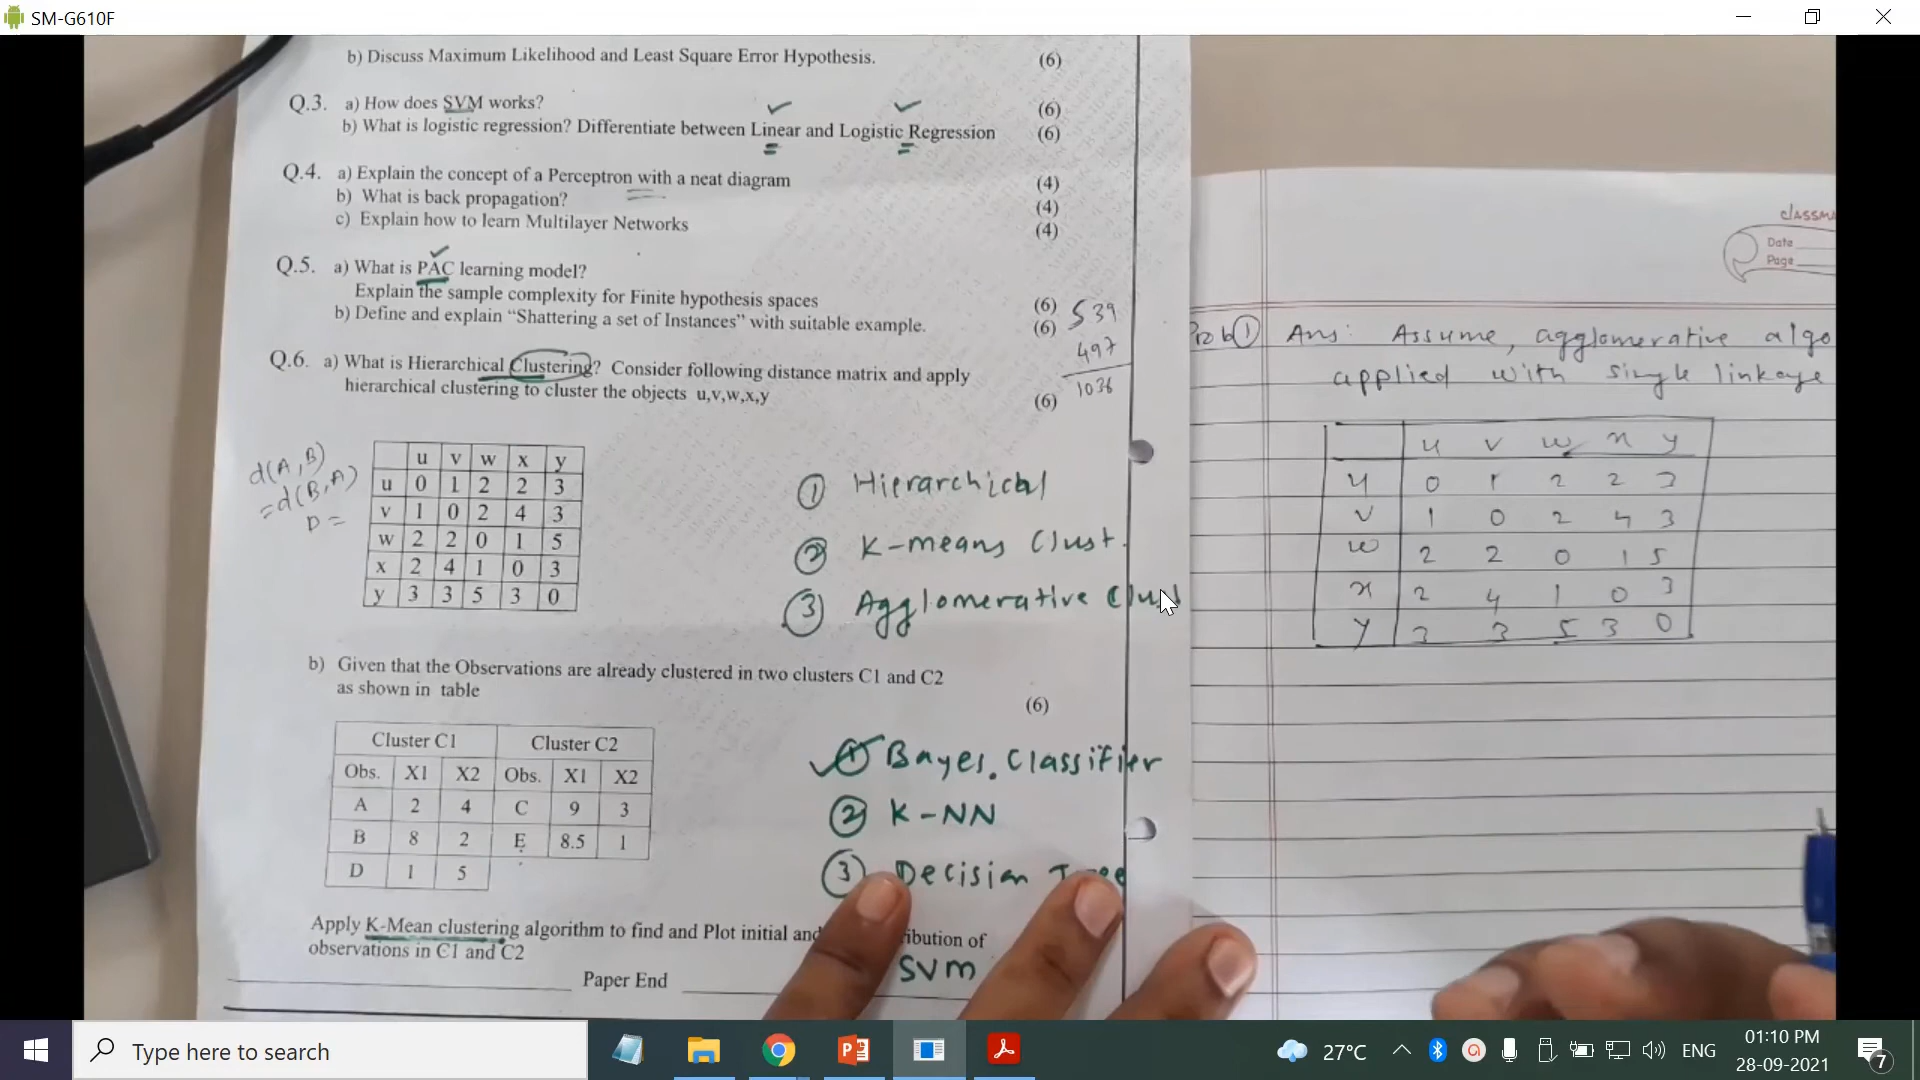 SM-G610F
b) Discuss Maximum Likelihood and Least Square Error Hypothesis. (6)
Q.3. a) How does SVM works? (6)
b) What is logistic regression? Differentiate between Linear and Logistic Regression (6)
Q.4. a) Explain the concept of a Perceptron with a neat diagram (4)
b) What is back propagation? (4)
c) Explain how to learn Multilayer Networks (4)
Q.5. a) What is PAC learning model?
Explain the sample complexity for Finite hypothesis spaces (6)
b) Define and explain “Shattering a set of Instances” with suitable example. (6)
539
497
1036
Q.6. a) What is Hierarchical Clustering? Consider following distance matrix and apply
hierarchical clustering to cluster the objects u,v,w,x,y (6)
d(A,B)
=d(B,A)
D=
u v w x y
u 0 1 2 2 3
v 1 0 2 4 3
w 2 2 0 1 5
x 2 4 1 0 3
y 3 3 5 3 0
① Hierarchical
② K-means Clust.
③ Agglomerative Clust
b) Given that the Observations are already clustered in two clusters C1 and C2
as shown in table (6)
Cluster C1 Cluster C2
Obs. X1 X2 Obs. X1 X2
A 2 4 C 9 3
B 8 2 E 8.5 1
D 1 5
① Bayes. Classifier
② K-NN
③ Decision Tree
SVM
Apply K-Mean clustering algorithm to find and Plot initial and
observations in C1 and C2
Paper End
Date
Page
Prob① Ans: Assume, agglomerative algo
applied with single linkage
u v w x y
u 0 1 2 2 3
v 1 0 2 4 3
w 2 2 0 1 5
x 2 4 1 0 3
y 3 3 5 3 0
Type here to search
27°C
ENG
01:10 PM
28-09-2021
7